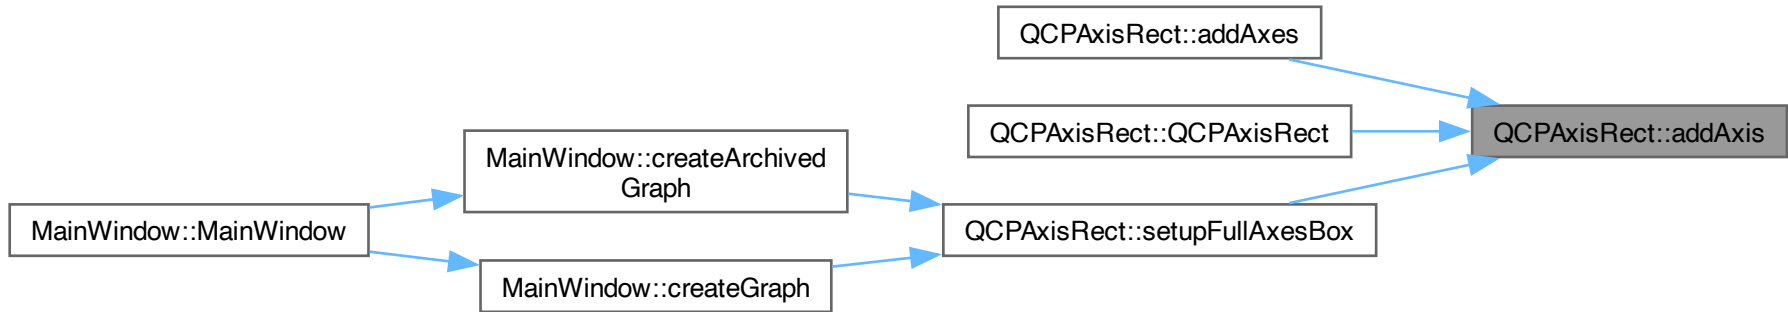 QCPAxisRect::addAxes
QCPAxisRect::QCPAxisRect
QCPAxisRect::addAxis
MainWindow::createArchived
Graph
MainWindow::MainWindow
QCPAxisRect::setupFullAxesBox
MainWindow::createGraph